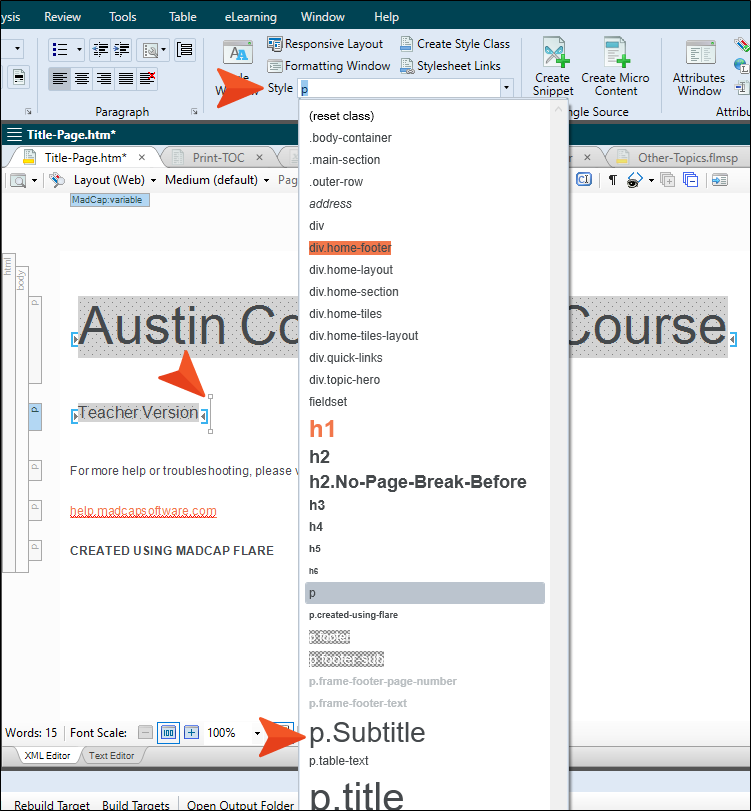 ysis Review Tools Table eLearning Window Help
Responsive Layout Create Style Class
Formatting Window Stylesheet Links
Style p
Create Snippet Create Micro Content Attributes Window
Paragraph gle Source Attribu
Title-Page.htm*
Title-Page.htm* Print-TOC r Other-Topics.flmsp
Layout (Web) Medium (default) Pag
MadCap:variable
html
body
p
Austin Co Course
p
Teacher Version
p
For more help or troubleshooting, please v
p
help.madcapsoftware.com
p
CREATED USING MADCAP FLARE
(reset class)
.body-container
.main-section
.outer-row
address
div
div.home-footer
div.home-layout
div.home-section
div.home-tiles
div.home-tiles-layout
div.quick-links
div.topic-hero
fieldset
h1
h2
h2.No-Page-Break-Before
h3
h4
h5
h6
p
p.created-using-flare
p.footer
p.footer-sub
p.frame-footer-page-number
p.frame-footer-text
p.Subtitle
p.table-text
p.title
Words: 15 Font Scale: 100 100%
XML Editor Text Editor
Rebuild Target Build Targets Open Output Folder